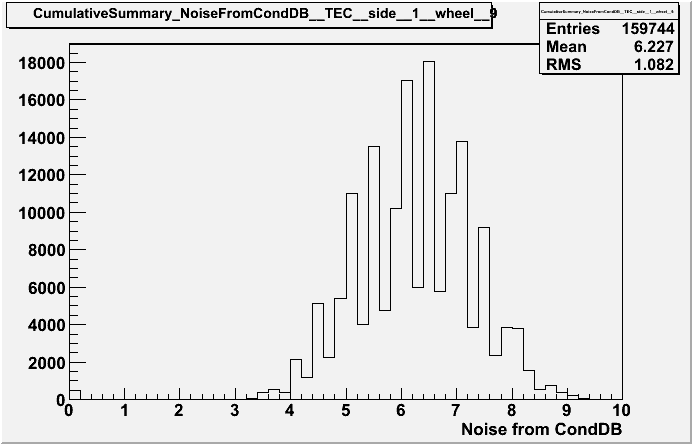 CumulativeSummary_NoiseFromCondDB__TEC__side__1__wheel__9
CumulativeSummary_NoiseFromCondDB__TEC__side__1__wheel__9
Entries 159744
Mean 6.227
RMS 1.082
18000
16000
14000
12000
10000
8000
6000
4000
2000
0
0 1 2 3 4 5 6 7 8 9 10
Noise from CondDB